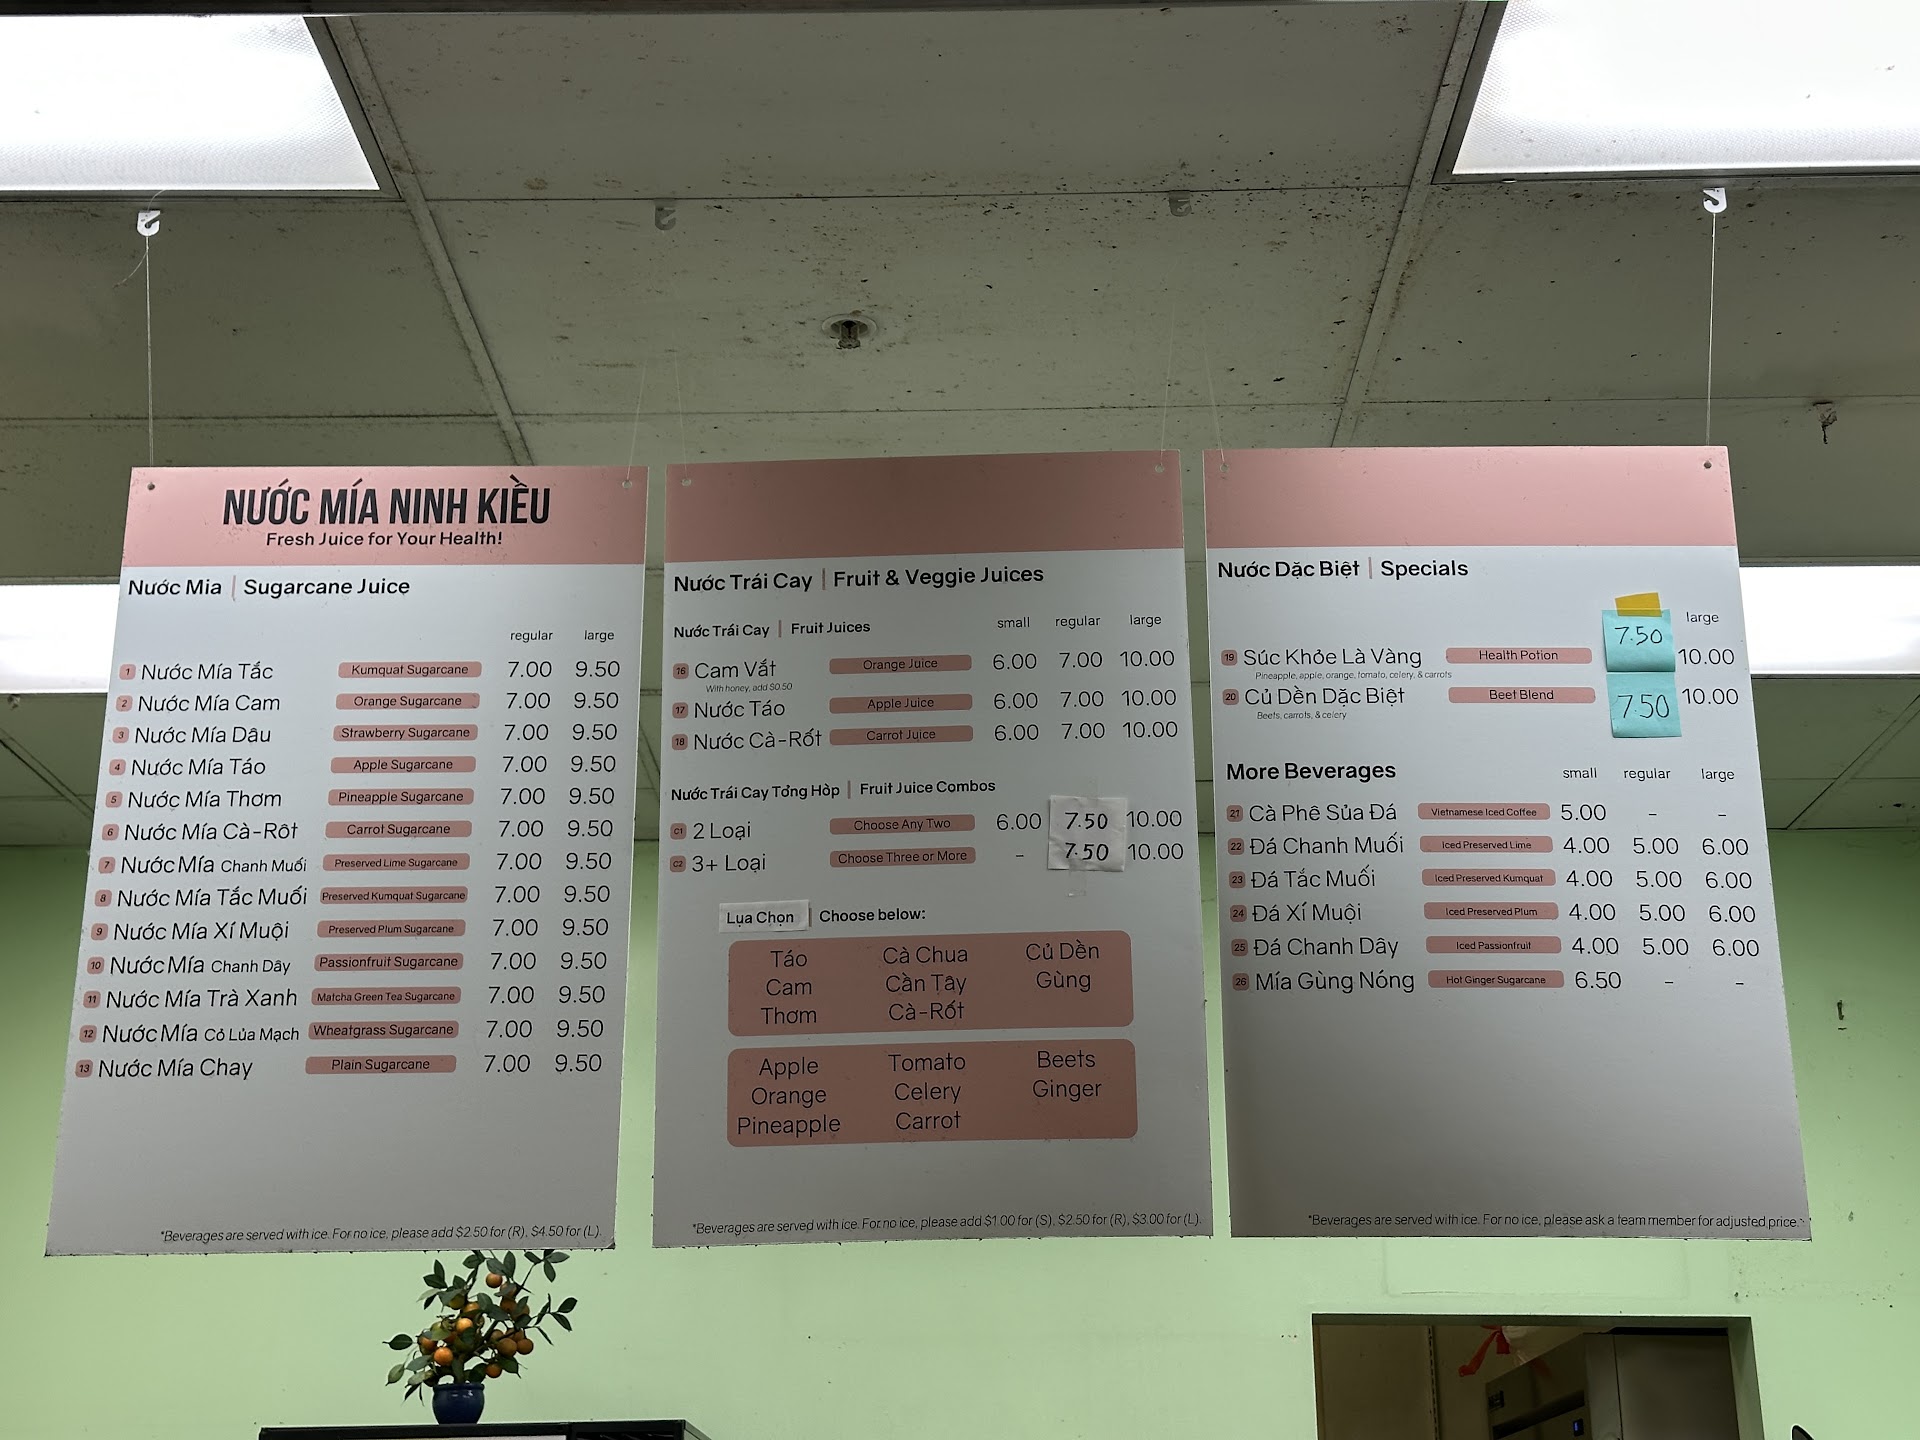 NƯỚC MÍA NINH KIỀU
Fresh Juice for Your Health!
Nước Mia | Sugarcane Juice
regular large
1 Nước Mía Tắc Kumquat Sugarcane 7.00 9.50
2 Nước Mía Cam Orange Sugarcane 7.00 9.50
3 Nước Mía Dâu Strawberry Sugarcane 7.00 9.50
4 Nước Mía Táo Apple Sugarcane 7.00 9.50
5 Nước Mía Thơm Pineapple Sugarcane 7.00 9.50
6 Nước Mía Cà-Rôt Carrot Sugarcane 7.00 9.50
7 Nước Mía Chanh Muối Preserved Lime Sugarcane 7.00 9.50
8 Nước Mía Tắc Muối Preserved Kumquat Sugarcane 7.00 9.50
9 Nước Mía Xí Muội Preserved Plum Sugarcane 7.00 9.50
10 Nước Mía Chanh Dây Passionfruit Sugarcane 7.00 9.50
11 Nước Mía Trà Xanh Matcha Green Tea Sugarcane 7.00 9.50
12 Nước Mía Cỏ Lúa Mạch Wheatgrass Sugarcane 7.00 9.50
13 Nước Mía Chay Plain Sugarcane 7.00 9.50
*Beverages are served with ice. For no ice, please add $2.50 for (R), $4.50 for (L).
Nước Trái Cay | Fruit & Veggie Juices
Nước Trái Cay | Fruit Juices small regular large
16 Cam Vắt Orange Juice 6.00 7.00 10.00
With honey, add $0.50
17 Nước Táo Apple Juice 6.00 7.00 10.00
18 Nước Cà-Rốt Carrot Juice 6.00 7.00 10.00
Nước Trái Cay Tổng Hòp | Fruit Juice Combos
C1 2 Loại Choose Any Two 6.00 7.50 10.00
C2 3+ Loại Choose Three or More - 7.50 10.00
Lụa Chọn | Choose below:
Táo Cà Chua Củ Dền
Cam Cần Tây Gùng
Thơm Cà-Rốt
Apple Tomato Beets
Orange Celery Ginger
Pineapple Carrot
*Beverages are served with ice. For no ice, please add $1.00 for (S), $2.50 for (R), $3.00 for (L).
Nước Dặc Biệt | Specials
large
19 Súc Khỏe Là Vàng Health Potion 7.50 10.00
Pineapple, apple, orange, tomato, celery, & carrots
20 Củ Dền Dặc Biệt Beet Blend 7.50 10.00
Beets, carrots, & celery
More Beverages small regular large
21 Cà Phê Sủa Đá Vietnamese Iced Coffee 5.00 - -
22 Đá Chanh Muối Iced Preserved Lime 4.00 5.00 6.00
23 Đá Tắc Muối Iced Preserved Kumquat 4.00 5.00 6.00
24 Đá Xí Muội Iced Preserved Plum 4.00 5.00 6.00
25 Đá Chanh Dây Iced Passionfruit 4.00 5.00 6.00
26 Mía Gùng Nóng Hot Ginger Sugarcane 6.50 - -
*Beverages are served with ice. For no ice, please ask a team member for adjusted price.